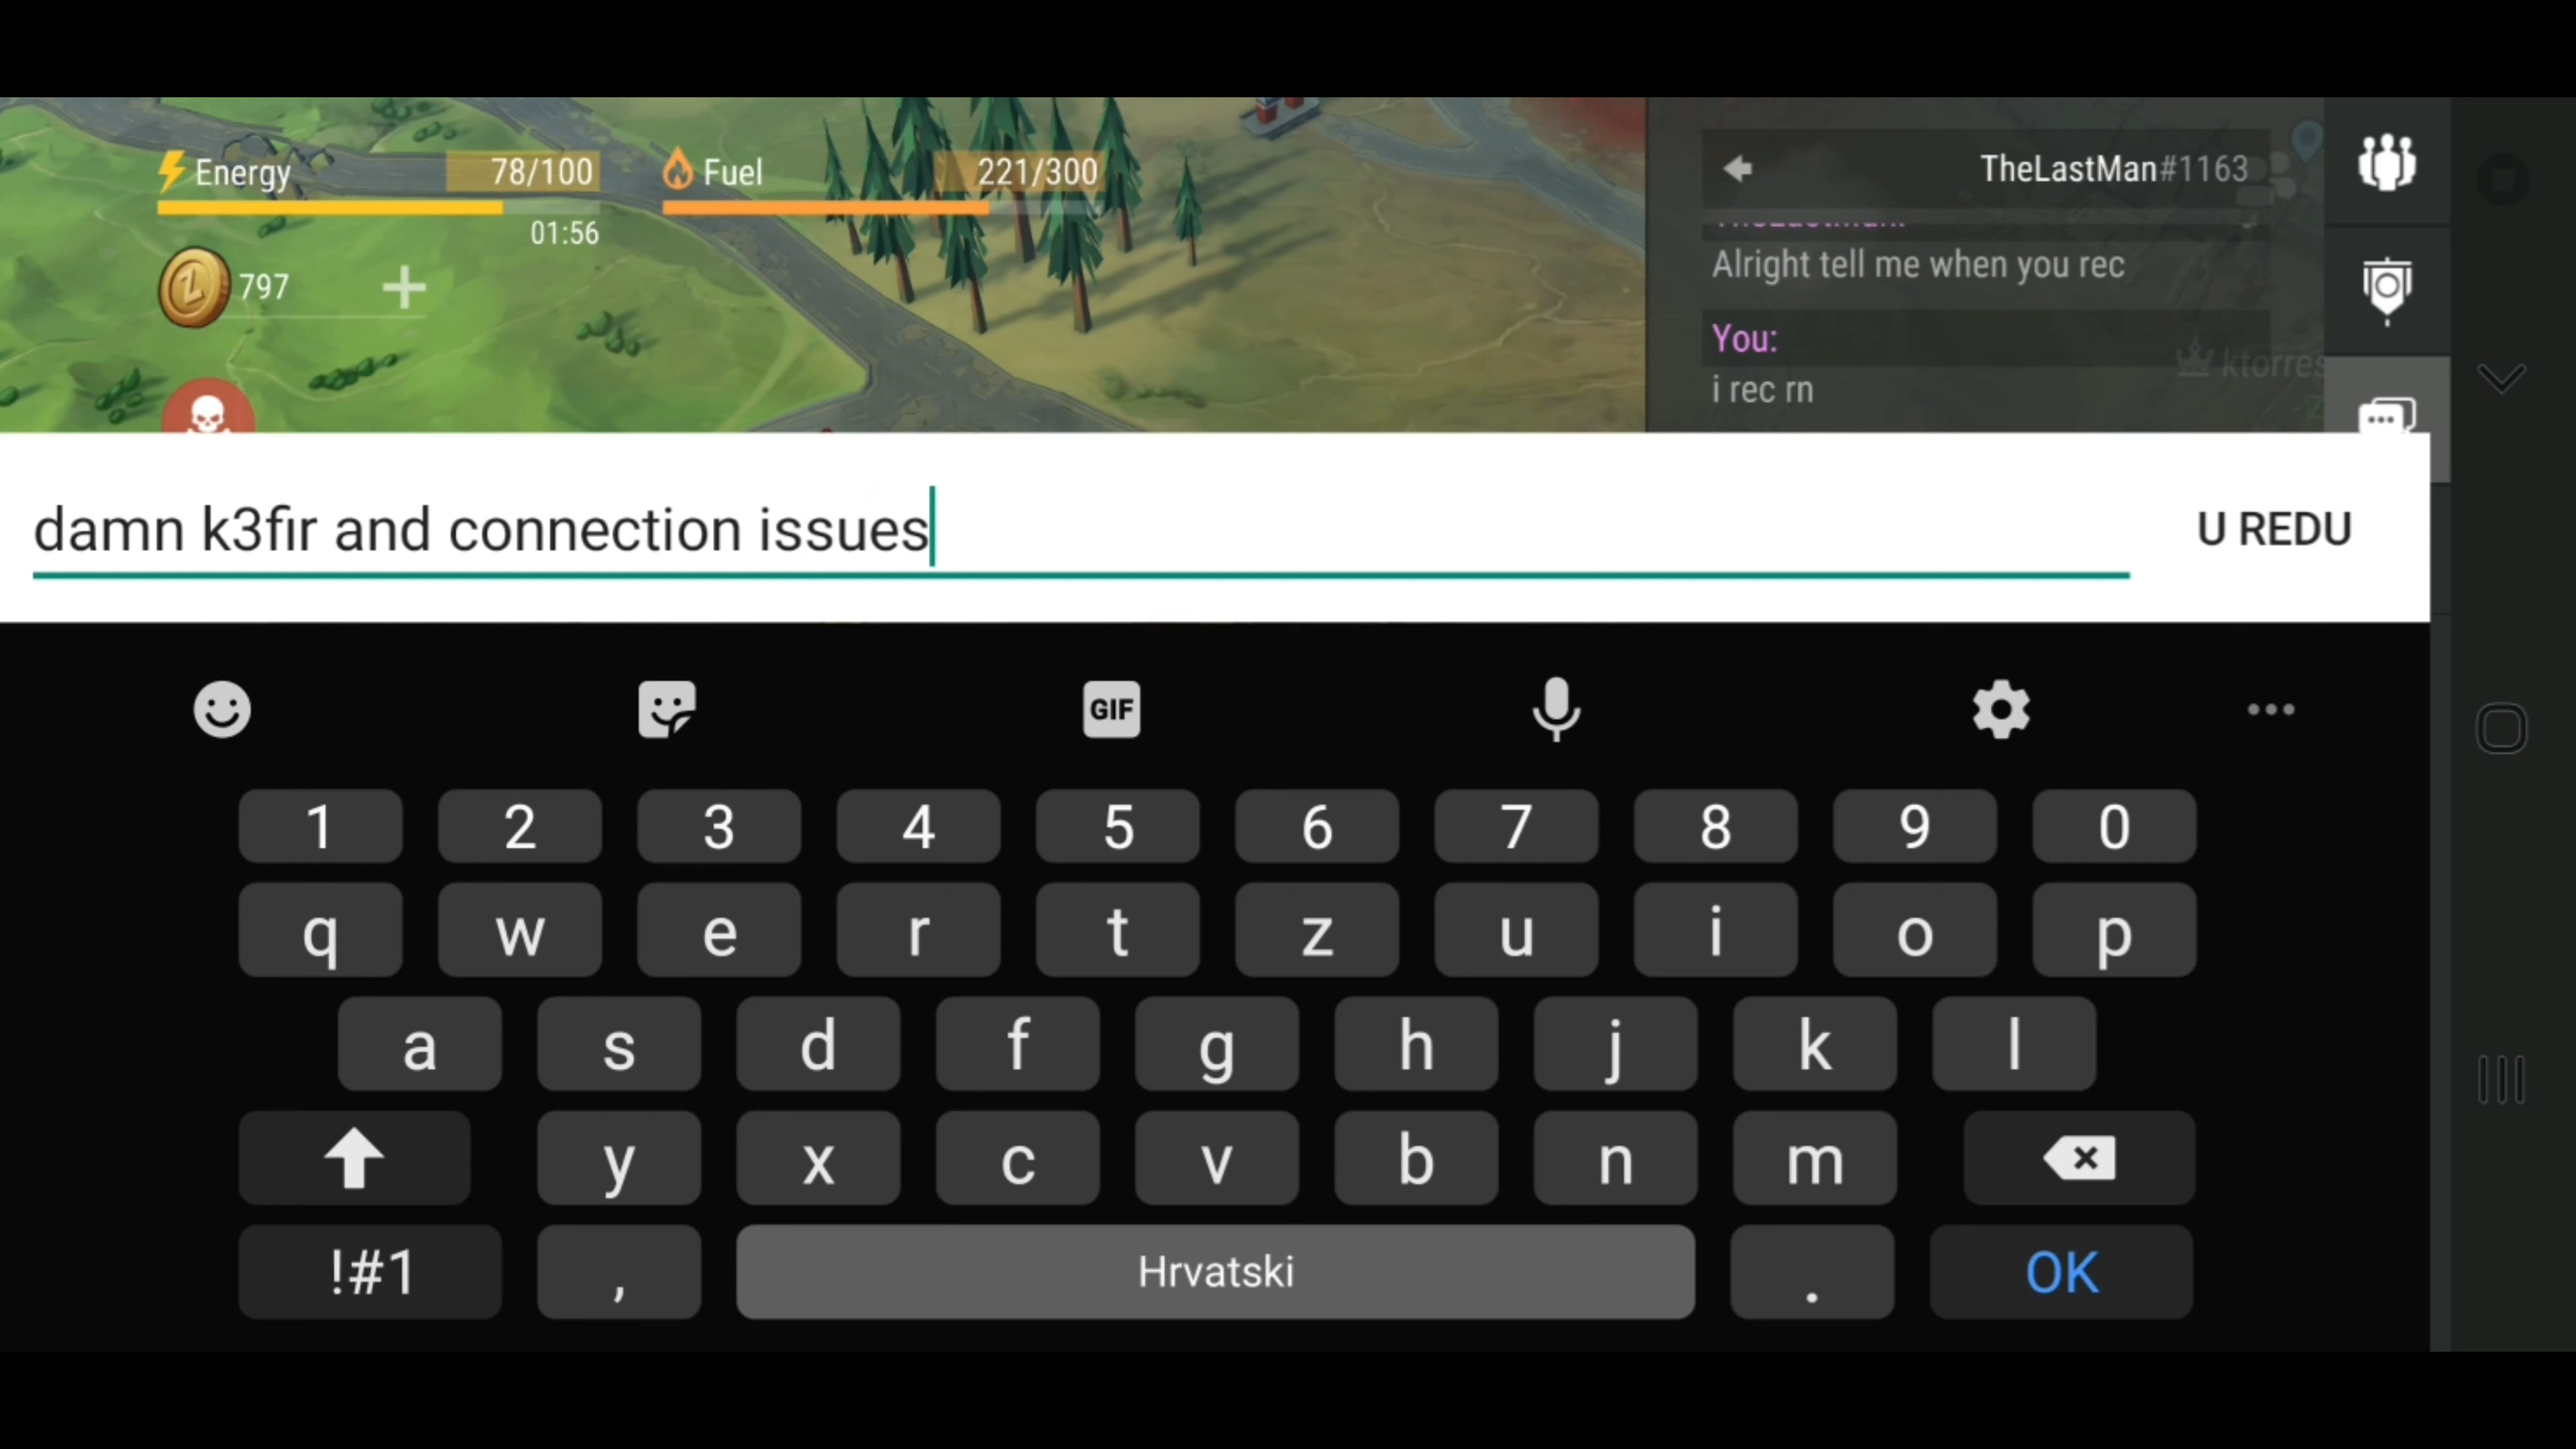 Energy 78/100
Fuel 221/300
01:56
797
TheLastMan#1163
Alright tell me when you rec
You:
ktorres
i rec rn
damn k3fir and connection issues
U REDU
GIF
1 2 3 4 5 6 7 8 9 0
q w e r t z u i o p
a s d f g h j k l
y x c v b n m
!#1 , Hrvatski . OK